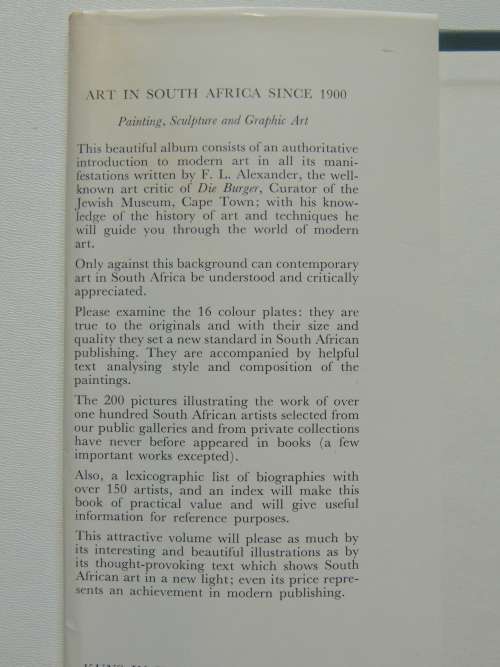 ART IN SOUTH AFRICA SINCE 1900
Painting, Sculpture and Graphic Art
This beautiful album consists of an authoritative
introduction to modern art in all its mani-
festations written by F. L. Alexander, the well-
known art critic of Die Burger, Curator of the
Jewish Museum, Cape Town; with his know-
ledge of the history of art and techniques he
will guide you through the world of modern
art.
Only against this background can contemporary
art in South Africa be understood and critically
appreciated.
Please examine the 16 colour plates: they are
true to the originals and with their size and
quality they set a new standard in South African
publishing. They are accompanied by helpful
text analysing style and composition of the
paintings.
The 200 pictures illustrating the work of over
one hundred South African artists selected from
our public galleries and from private collections
have never before appeared in books (a few
important works excepted).
Also, a lexicographic list of biographies with
over 150 artists, and an index will make this
book of practical value and will give useful
information for reference purposes.
This attractive volume will please as much by
its interesting and beautiful illustrations as by
its thought-provoking text which shows South
African art in a new light; even its price repre-
sents an achievement in modern publishing.